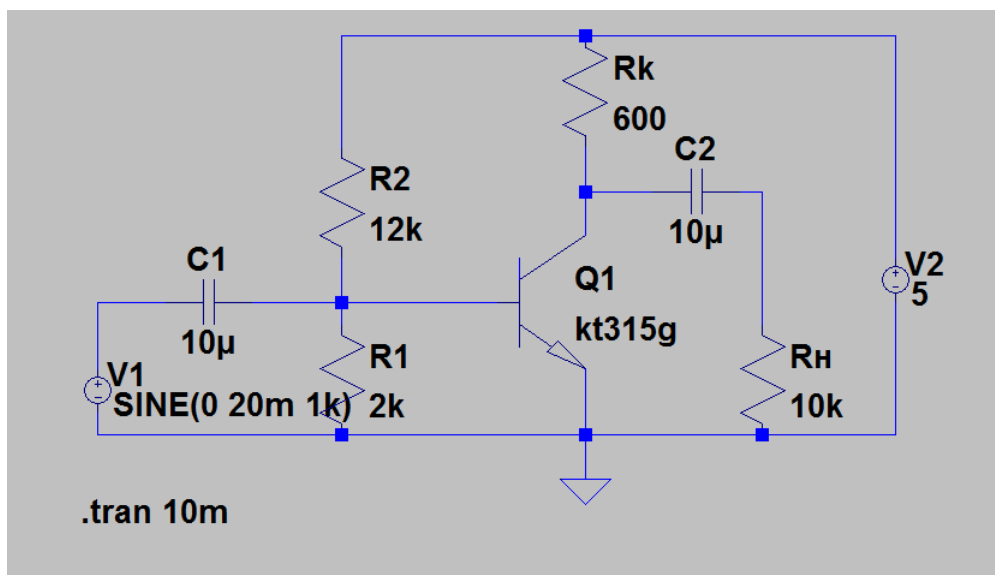 Rk
600
C2
10µ
R2
12k
C1
10µ
Q1
kt315g
V2
5
V1
SINE(0 20m 1k)
R1
2k
Rн
10k
.tran 10m